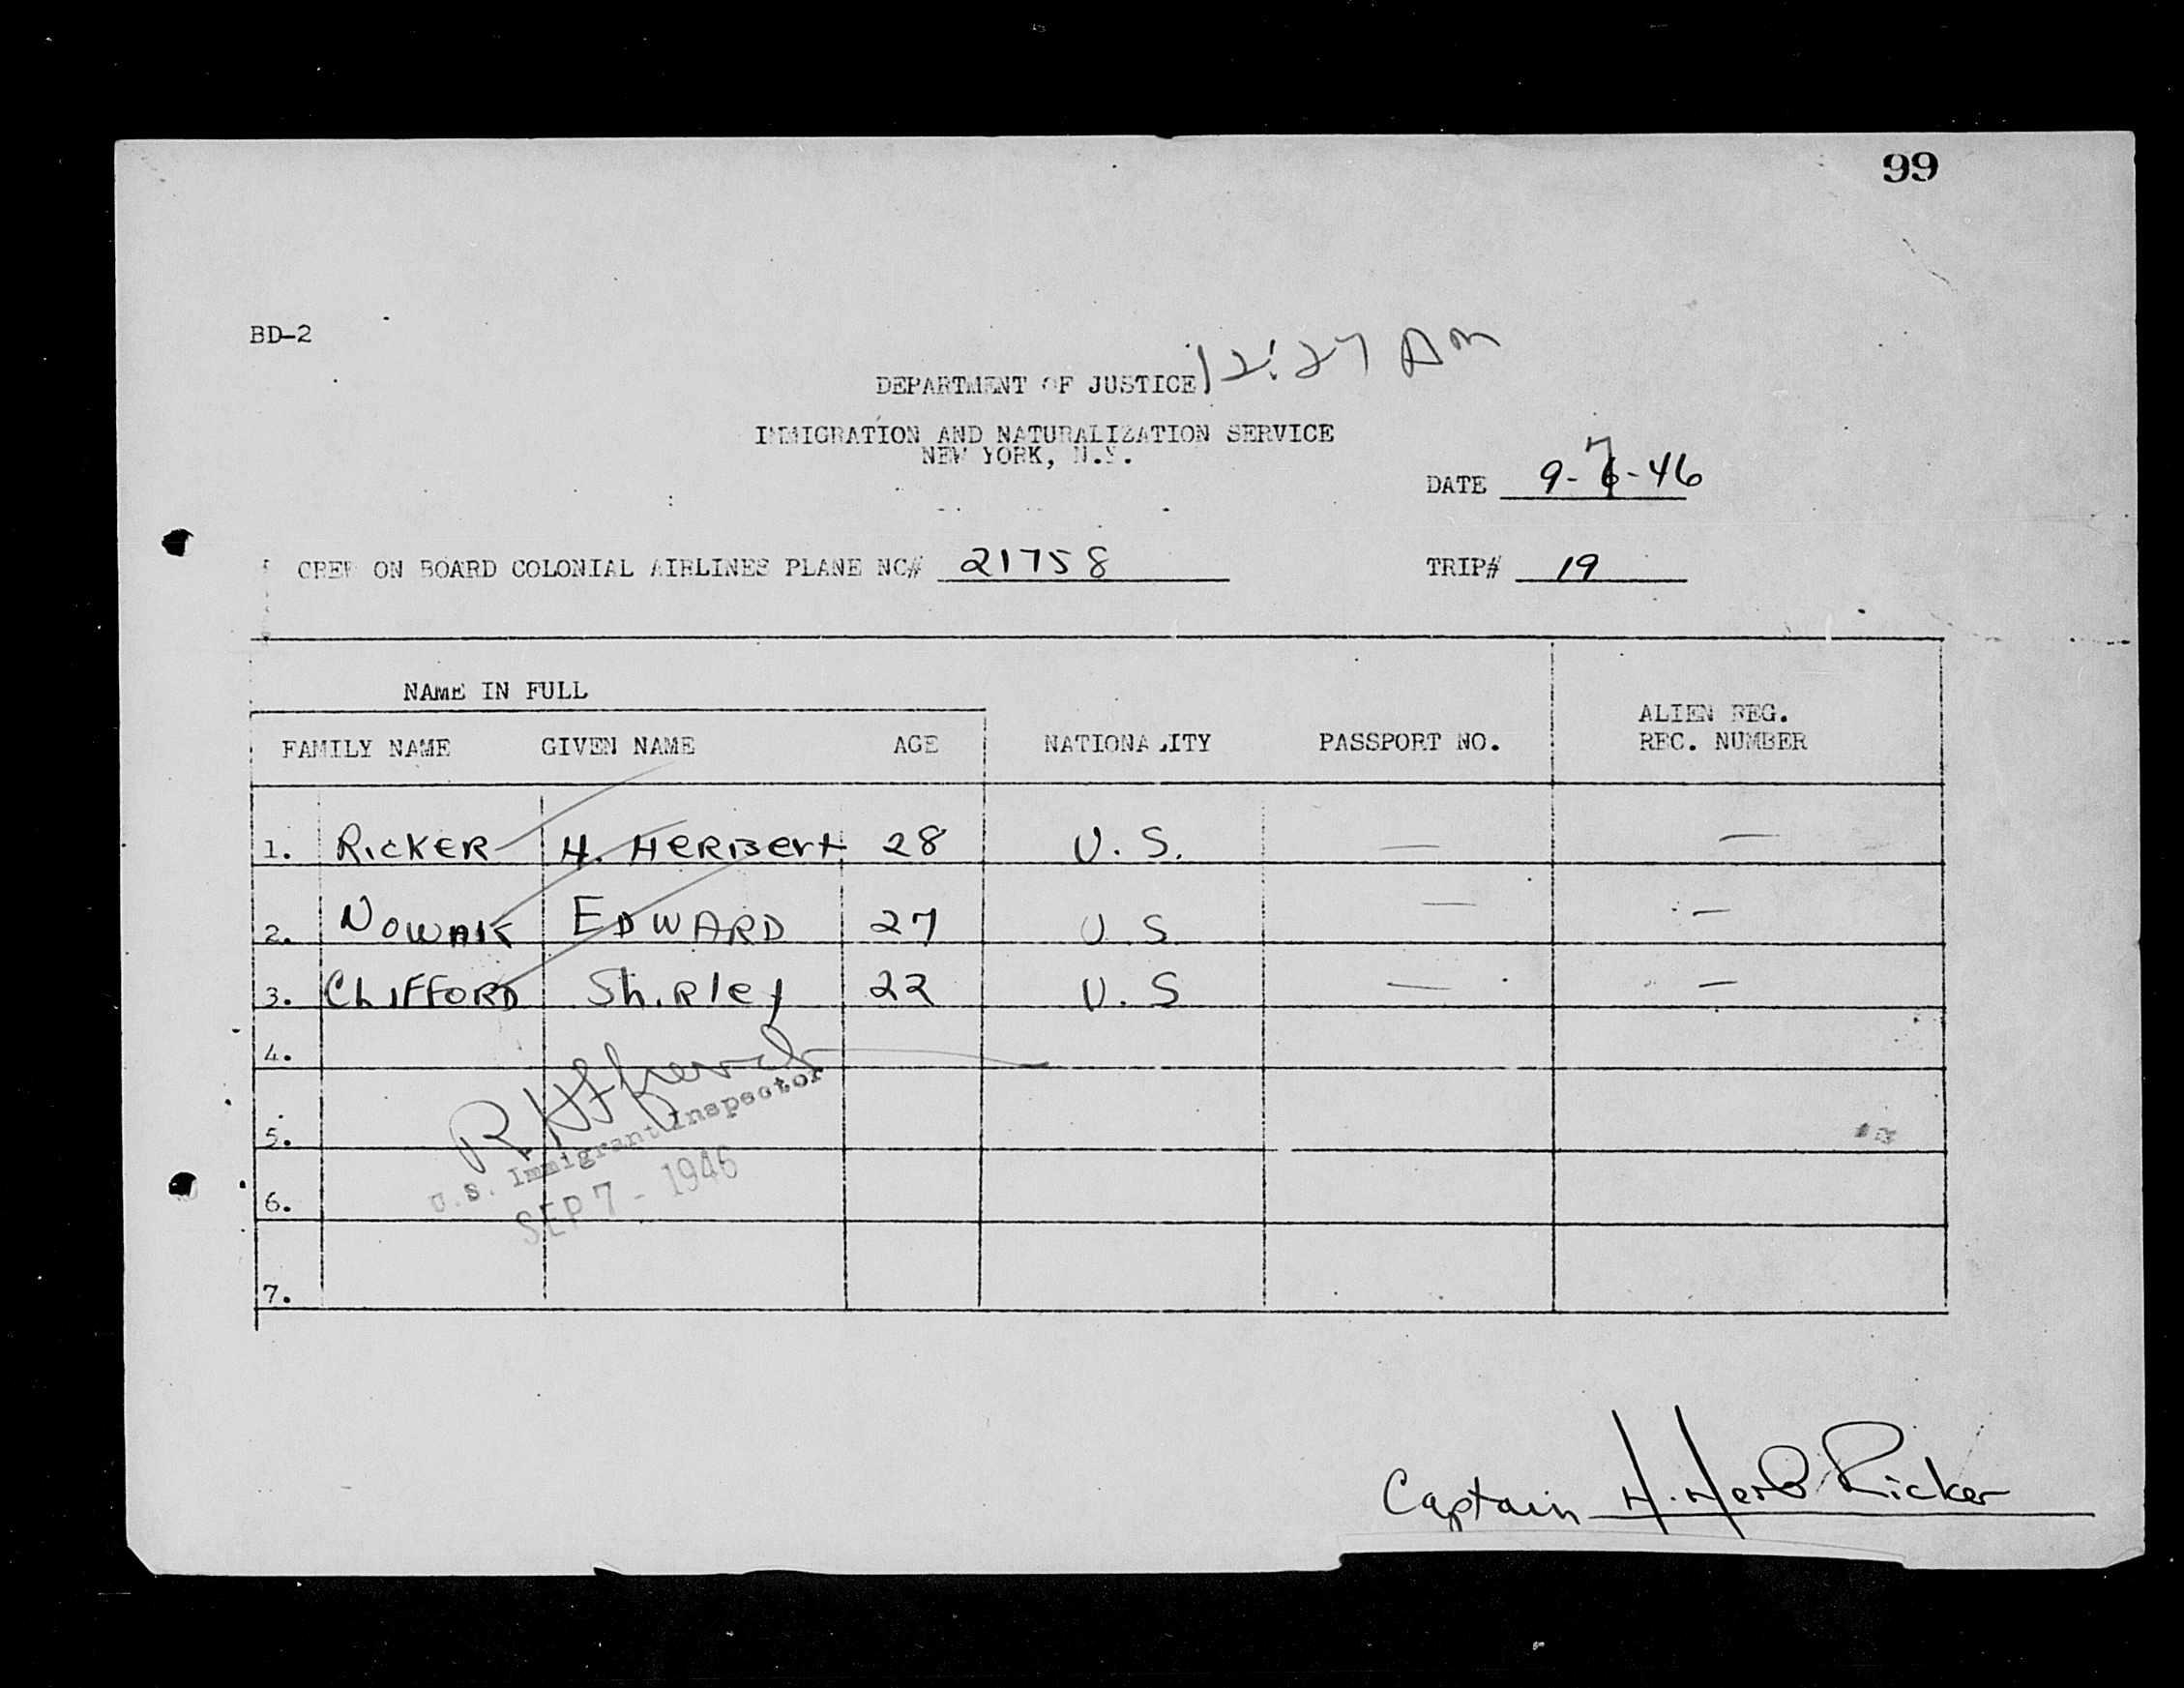 99
BD-2
12:27 AM
DEPARTMENT OF JUSTICE
IMMIGRATION AND NATURALIZATION SERVICE
NEW YORK, N.Y.
DATE 9-7-46
CREW ON BOARD COLONIAL AIRLINES PLANE NC# 21758 TRIP# 19
NAME IN FULL
FAMILY NAME GIVEN NAME AGE NATIONALITY PASSPORT NO. ALIEN REG. REC. NUMBER
1. RICKER H. HERBERT 28 U.S. — —
2. NOWAK EDWARD 27 U.S — —
3. CLIFFORD ShiRley 22 U.S — —
4.
5.
U.S. Immigrant Inspector
6.
SEP 7 - 1946
7.
Captain H. Herb Ricker